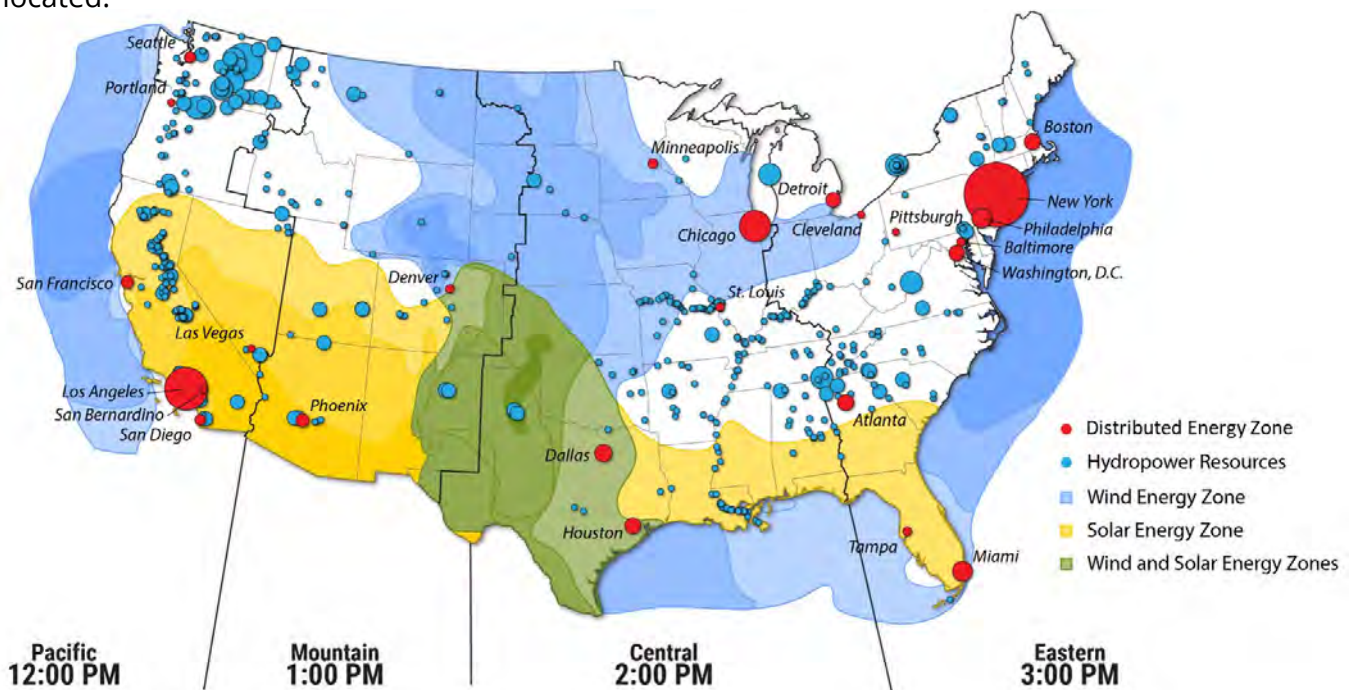 located.
Seattle
Portland
Minneapolis
Boston
Detroit
New York
Pittsburgh
Chicago
Cleveland
Philadelphia
Baltimore
Washington, D.C.
San Francisco
Denver
St. Louis
Las Vegas
Los Angeles
San Bernardino
San Diego
Phoenix
Atlanta
Dallas
Houston
Tampa
Miami
Distributed Energy Zone
Hydropower Resources
Wind Energy Zone
Solar Energy Zone
Wind and Solar Energy Zones
Pacific
12:00 PM
Mountain
1:00 PM
Central
2:00 PM
Eastern
3:00 PM